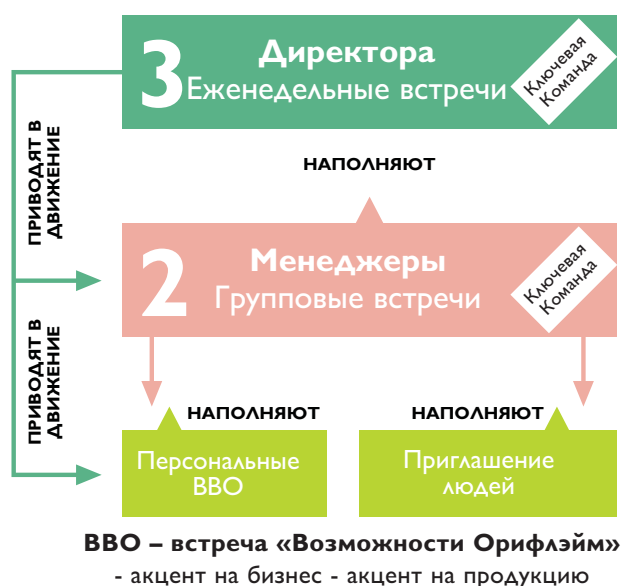 3
Директора
Еженедельные встречи
Ключевая
Команда
ПРИВОДЯТ В
ДВИЖЕНИЕ
НАПОЛНЯЮТ
2
Менеджеры
Групповые встречи
Ключевая
Команда
ПРИВОДЯТ В
ДВИЖЕНИЕ
НАПОЛНЯЮТ
НАПОЛНЯЮТ
Персональные
ВВО
Приглашение
людей
ВВО – встреча «Возможности Орифлэйм»
- акцент на бизнес - акцент на продукцию